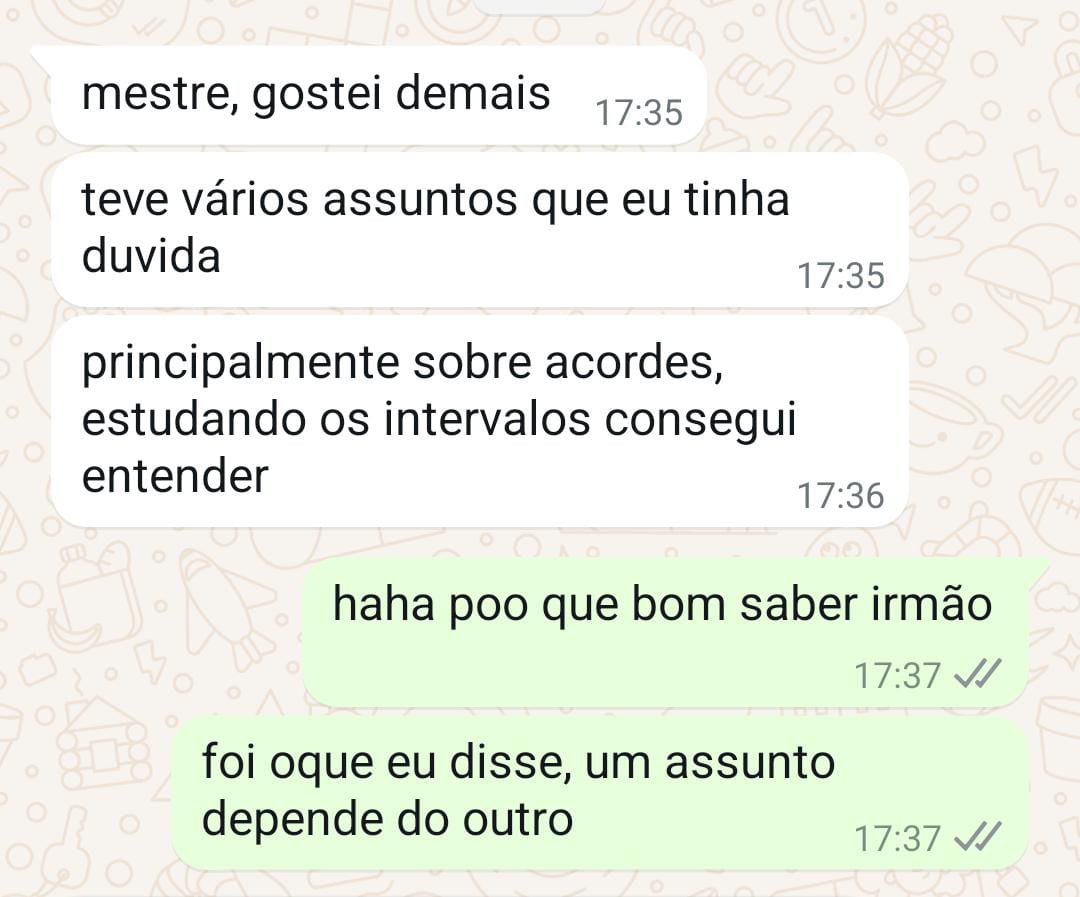 mestre, gostei demais 17:35
teve vários assuntos que eu tinha
duvida 17:35
principalmente sobre acordes,
estudando os intervalos consegui
entender 17:36
haha poo que bom saber irmão
17:37
foi oque eu disse, um assunto
depende do outro 17:37